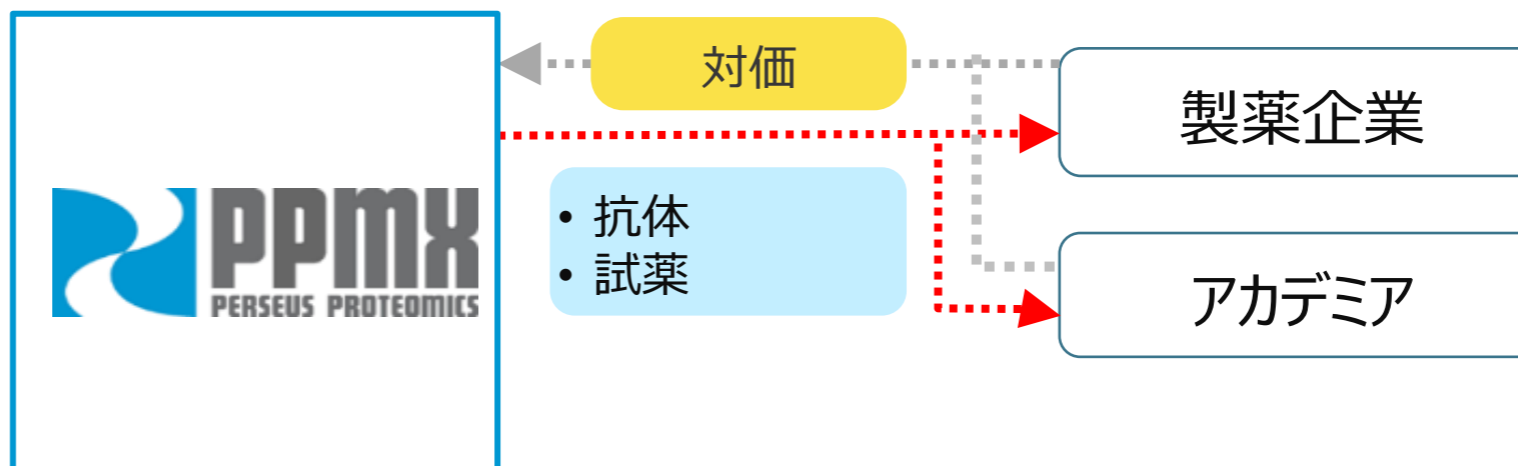 対価
製薬企業
PPMX
PERSEUS PROTEOMICS
• 抗体
• 試薬
アカデミア